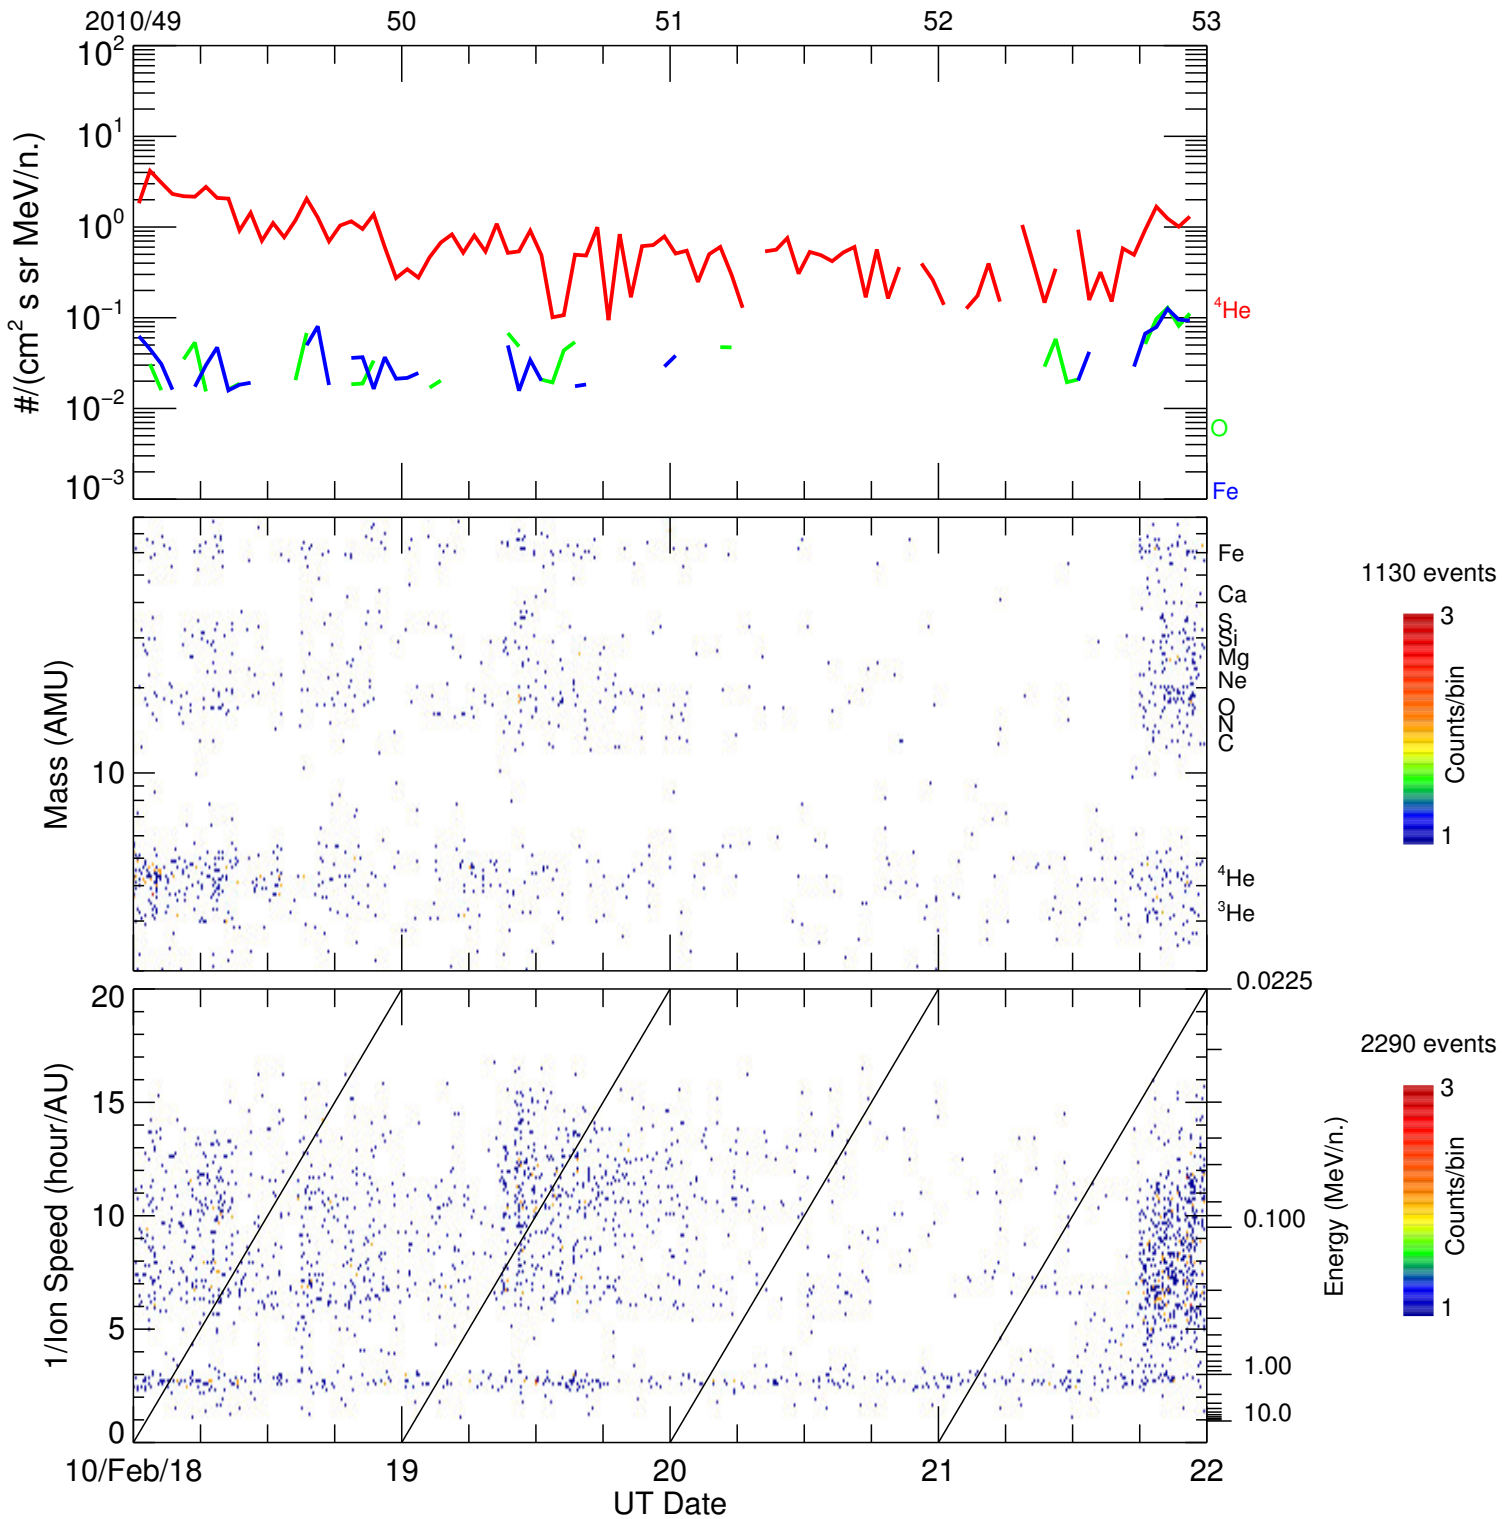 2010/49 50 51 52 53
10²
10¹
10⁰
10⁻¹
10⁻²
10⁻³
#/(cm² s sr MeV/n.)
⁴He
O
Fe
Mass (AMU)
10
Fe
Ca
S
Si
Mg
Ne
O
N
C
⁴He
³He
1130 events
3
Counts/bin
1
1/Ion Speed (hour/AU)
20
15
10
5
0
0.0225
0.100
1.00
10.0
Energy (MeV/n.)
2290 events
3
Counts/bin
1
10/Feb/18 19 20 21 22
UT Date